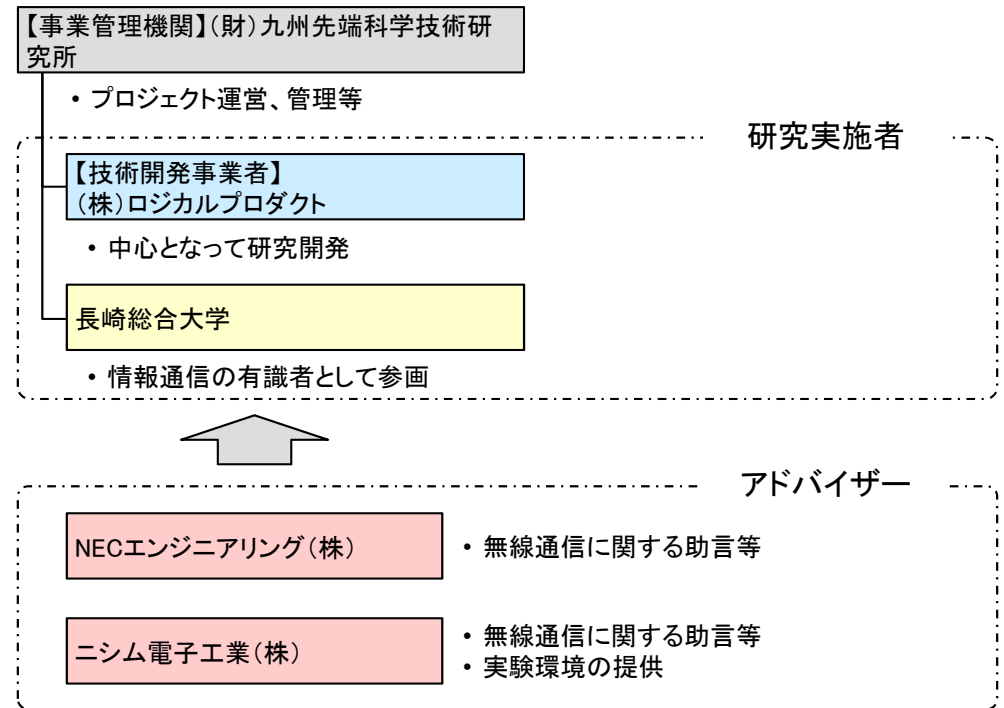 【事業管理機関】(財)九州先端科学技術研
究所
• プロジェクト運営、管理等
研究実施者
【技術開発事業者】
(株)ロジカルプロダクト
• 中心となって研究開発
長崎総合大学
• 情報通信の有識者として参画
アドバイザー
NECエンジニアリング(株)
• 無線通信に関する助言等
ニシム電子工業(株)
• 無線通信に関する助言等
• 実験環境の提供